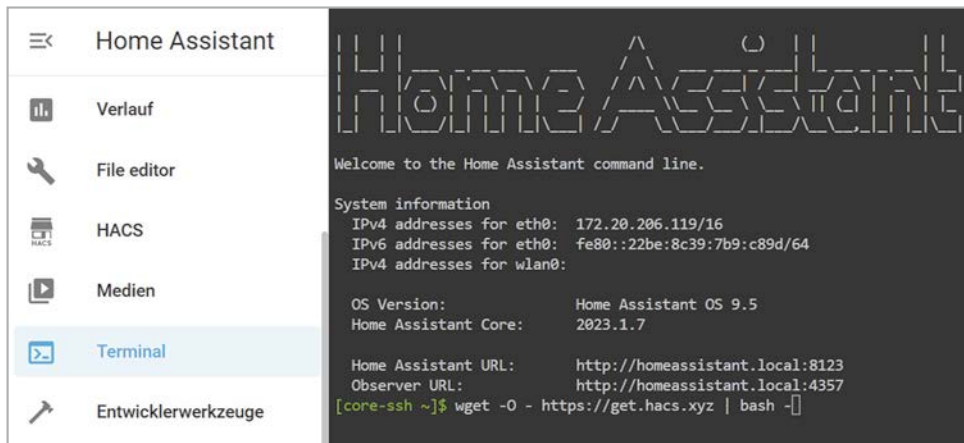 Home Assistant
Verlauf
File editor
HACS
HACS
Medien
Terminal
Entwicklerwerkzeuge
Home Assistant
Welcome to the Home Assistant command line.
System information
IPv4 addresses for eth0: 172.20.206.119/16
IPv6 addresses for eth0: fe80::22be:8c39:7b9:c89d/64
IPv4 addresses for wlan0:
OS Version: Home Assistant OS 9.5
Home Assistant Core: 2023.1.7
Home Assistant URL: http://homeassistant.local:8123
Observer URL: http://homeassistant.local:4357
[core-ssh ~]$ wget -O - https://get.hacs.xyz | bash -